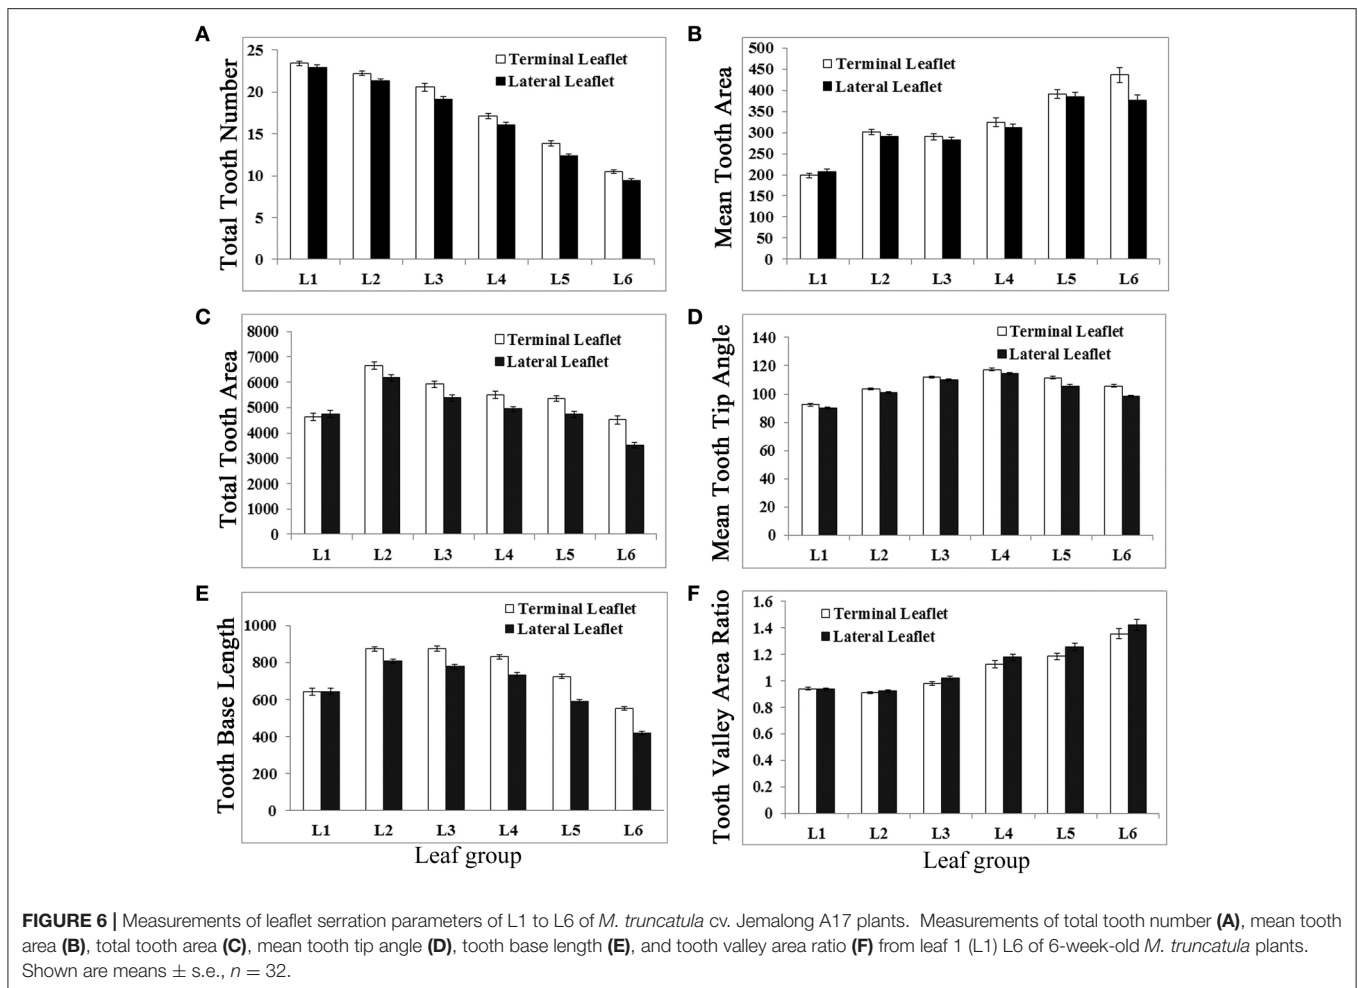 A
Total Tooth Number
25
20
15
10
5
0
Terminal Leaflet
Lateral Leaflet
L1 L2 L3 L4 L5 L6
B
Mean Tooth Area
500
450
400
350
300
250
200
150
100
50
0
Terminal Leaflet
Lateral Leaflet
L1 L2 L3 L4 L5 L6
C
Total Tooth Area
8000
7000
6000
5000
4000
3000
2000
1000
0
Terminal Leaflet
Lateral Leaflet
L1 L2 L3 L4 L5 L6
D
Mean Tooth Tip Angle
140
120
100
80
60
40
20
0
Terminal Leaflet
Lateral Leaflet
L1 L2 L3 L4 L5 L6
E
Tooth Base Length
1000
800
600
400
200
0
Terminal Leaflet
Lateral Leaflet
L1 L2 L3 L4 L5 L6
Leaf group
F
Tooth Valley Area Ratio
1.6
1.4
1.2
1
0.8
0.6
0.4
0.2
0
Terminal Leaflet
Lateral Leaflet
L1 L2 L3 L4 L5 L6
Leaf group
FIGURE 6 | Measurements of leaflet serration parameters of L1 to L6 of M. truncatula cv. Jemalong A17 plants. Measurements of total tooth number (A), mean tooth
area (B), total tooth area (C), mean tooth tip angle (D), tooth base length (E), and tooth valley area ratio (F) from leaf 1 (L1) L6 of 6-week-old M. truncatula plants.
Shown are means ± s.e., n = 32.